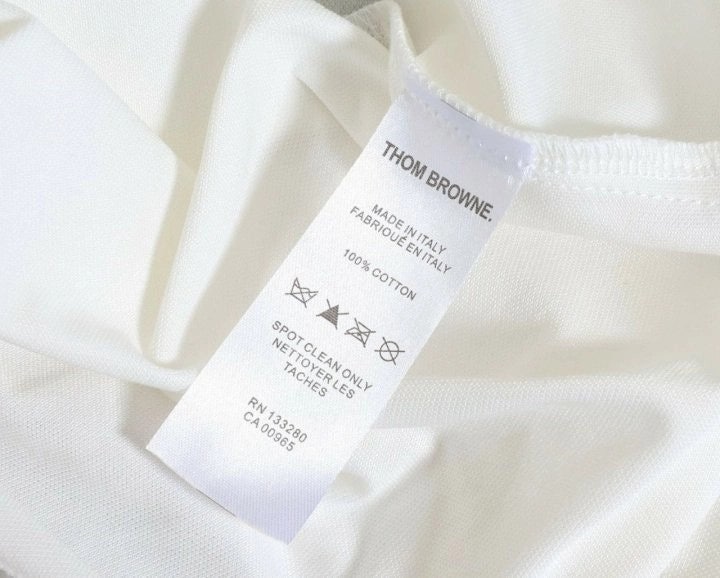 THOM BROWNE.
MADE IN ITALY
FABRIQUÉ EN ITALY
100% COTTON
SPOT CLEAN ONLY
NETTOYER LES
TACHES
RN 133280
CA 00965